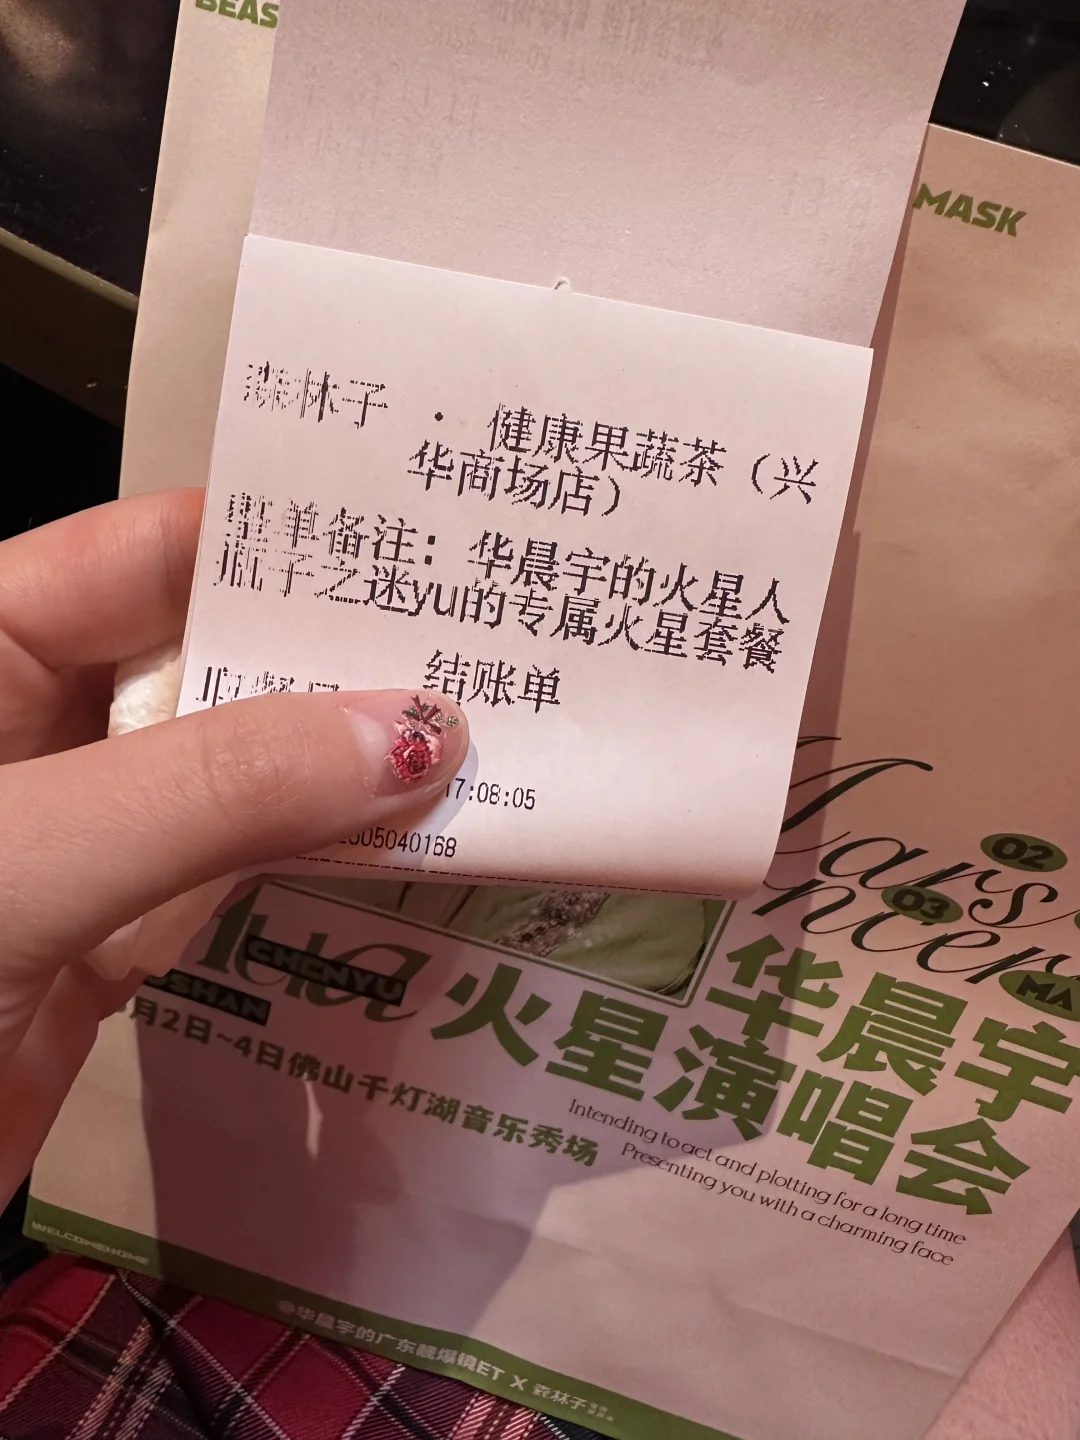 BEAS
MASK
森林子 · 健康果蔬茶（兴
华商场店）
整单备注：华晨宇的火星人
瓶子之迷yu的专属火星套餐
结账单
17:08:05
505040168
Mars
02
03
MA
CHENYU
OSHAN
华晨宇
火星演唱会
月2日~4日佛山千灯湖音乐秀场
Intending to act and plotting for a long time
Presenting you with a charming face
WELCOMEHOME
@华晨宇的广东靓爆镜ET X 森林子